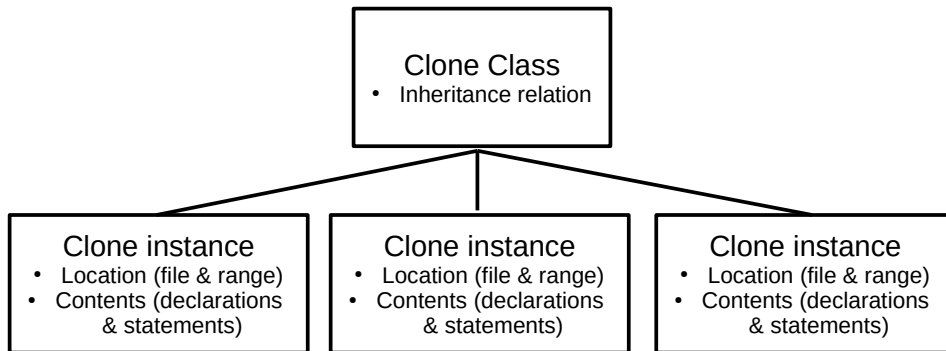 Clone Class
• Inheritance relation
Clone instance
• Location (file & range)
• Contents (declarations
& statements)
Clone instance
• Location (file & range)
• Contents (declarations
& statements)
Clone instance
• Location (file & range)
• Contents (declarations
& statements)